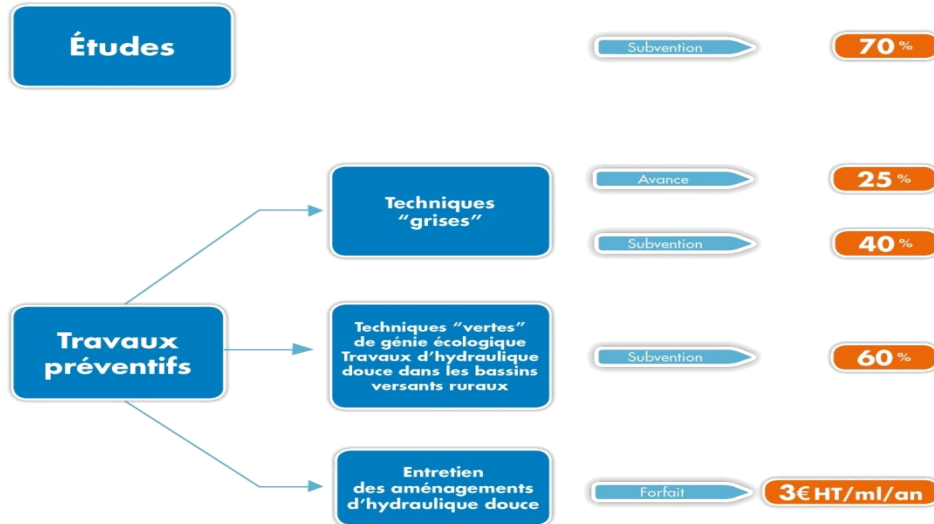 Études
Subvention
70 %
Techniques
“grises”
Avance
25 %
Subvention
40 %
Travaux
préventifs
Techniques “vertes”
de génie écologique
Travaux d’hydraulique
douce dans les bassins
versants ruraux
Subvention
60 %
Entretien
des aménagements
d’hydraulique douce
Forfait
3€ HT/ml/an